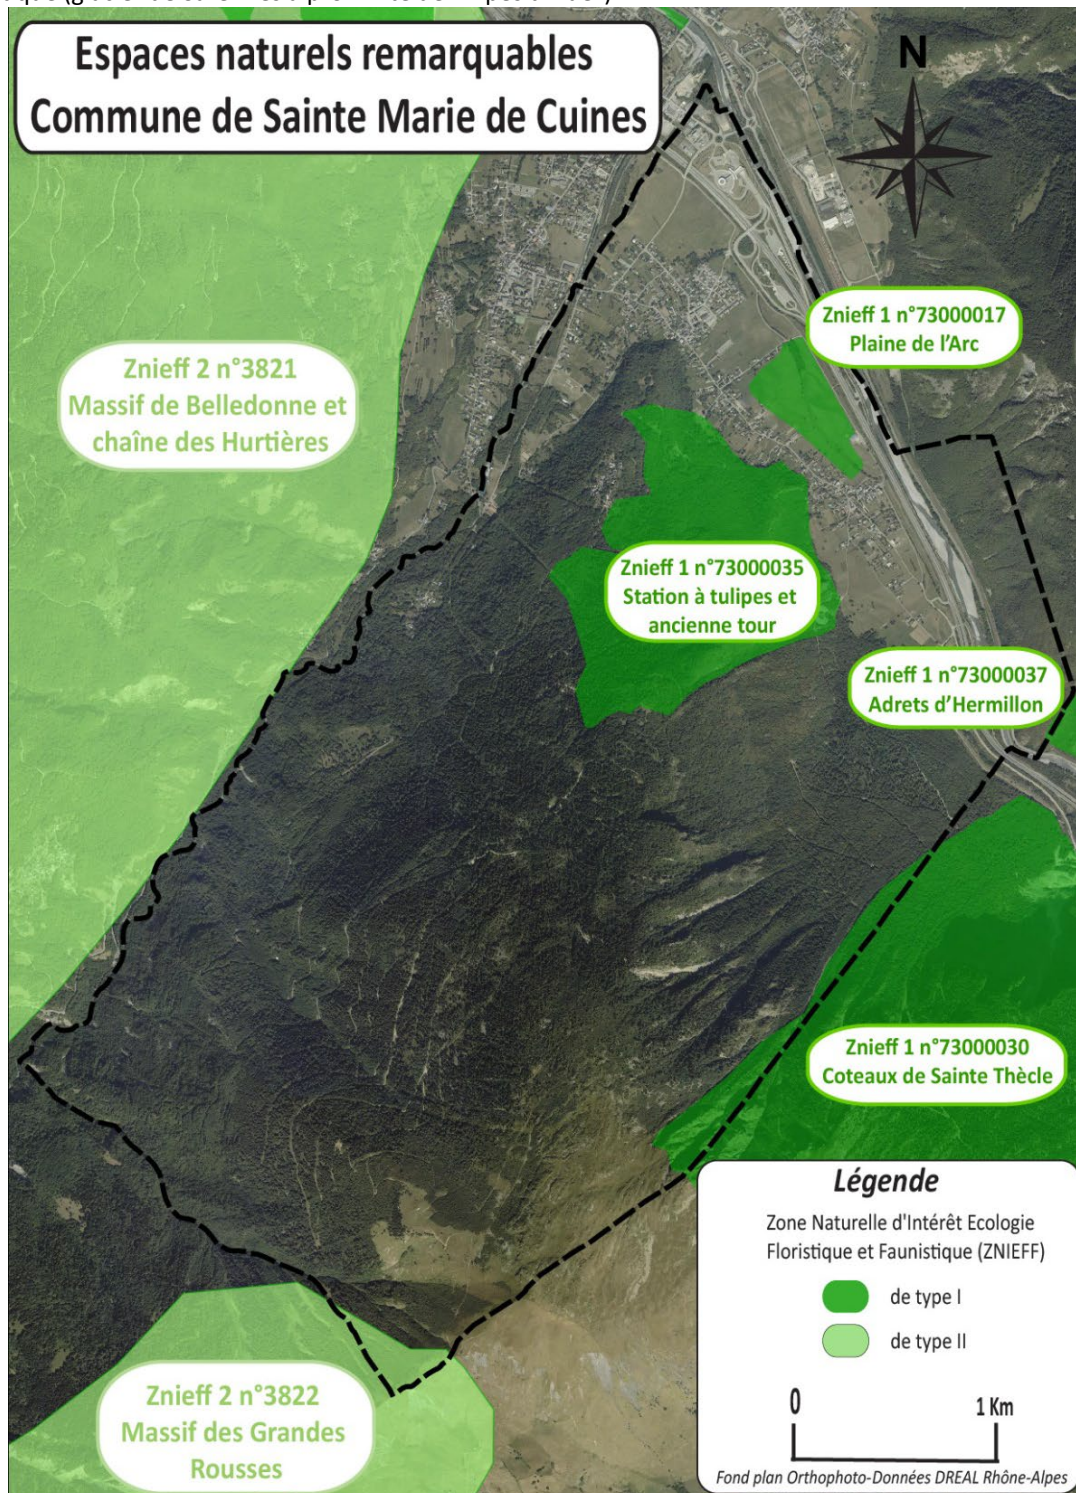 Espaces naturels remarquables
Commune de Sainte Marie de Cuines
N
Znieff 1 n°73000017
Plaine de l'Arc
Znieff 2 n°3821
Massif de Belledonne et
chaîne des Hurtières
Znieff 1 n°73000035
Station à tulipes et
ancienne tour
Znieff 1 n°73000037
Adrets d'Hermillon
Znieff 1 n°73000030
Coteaux de Sainte Thècle
Légende
Zone Naturelle d'Intérêt Ecologie
Floristique et Faunistique (ZNIEFF)
de type I
de type II
Znieff 2 n°3822
Massif des Grandes
Rousses
0 1 Km
Fond plan Orthophoto-Données DREAL Rhône-Alpes